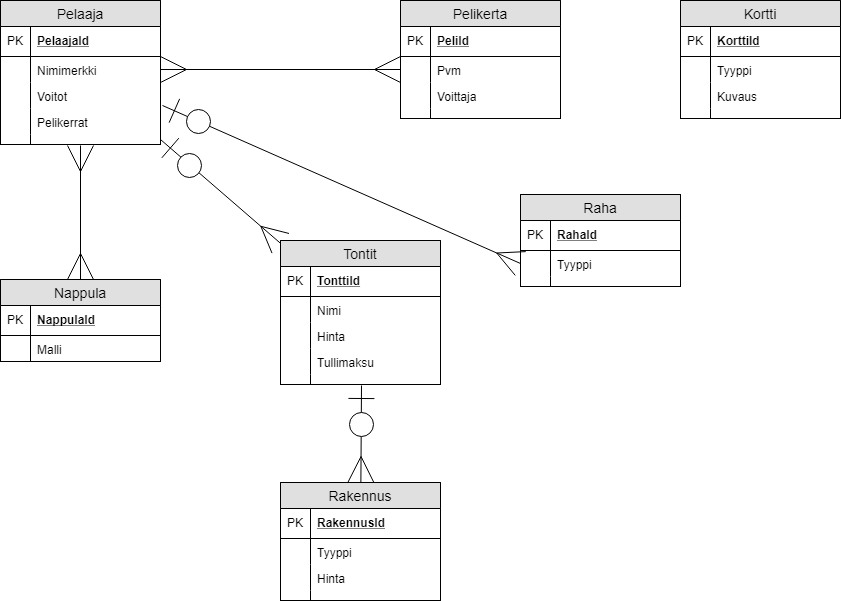 Pelaaja
PK PelaajaId
Nimimerkki
Voitot
Pelikerrat
Pelikerta
PK PeliId
Pvm
Voittaja
Kortti
PK KorttiId
Tyyppi
Kuvaus
Raha
PK RahaId
Tyyppi
Tontit
PK TonttiId
Nimi
Hinta
Tullimaksu
Nappula
PK NappulaId
Malli
Rakennus
PK RakennusId
Tyyppi
Hinta